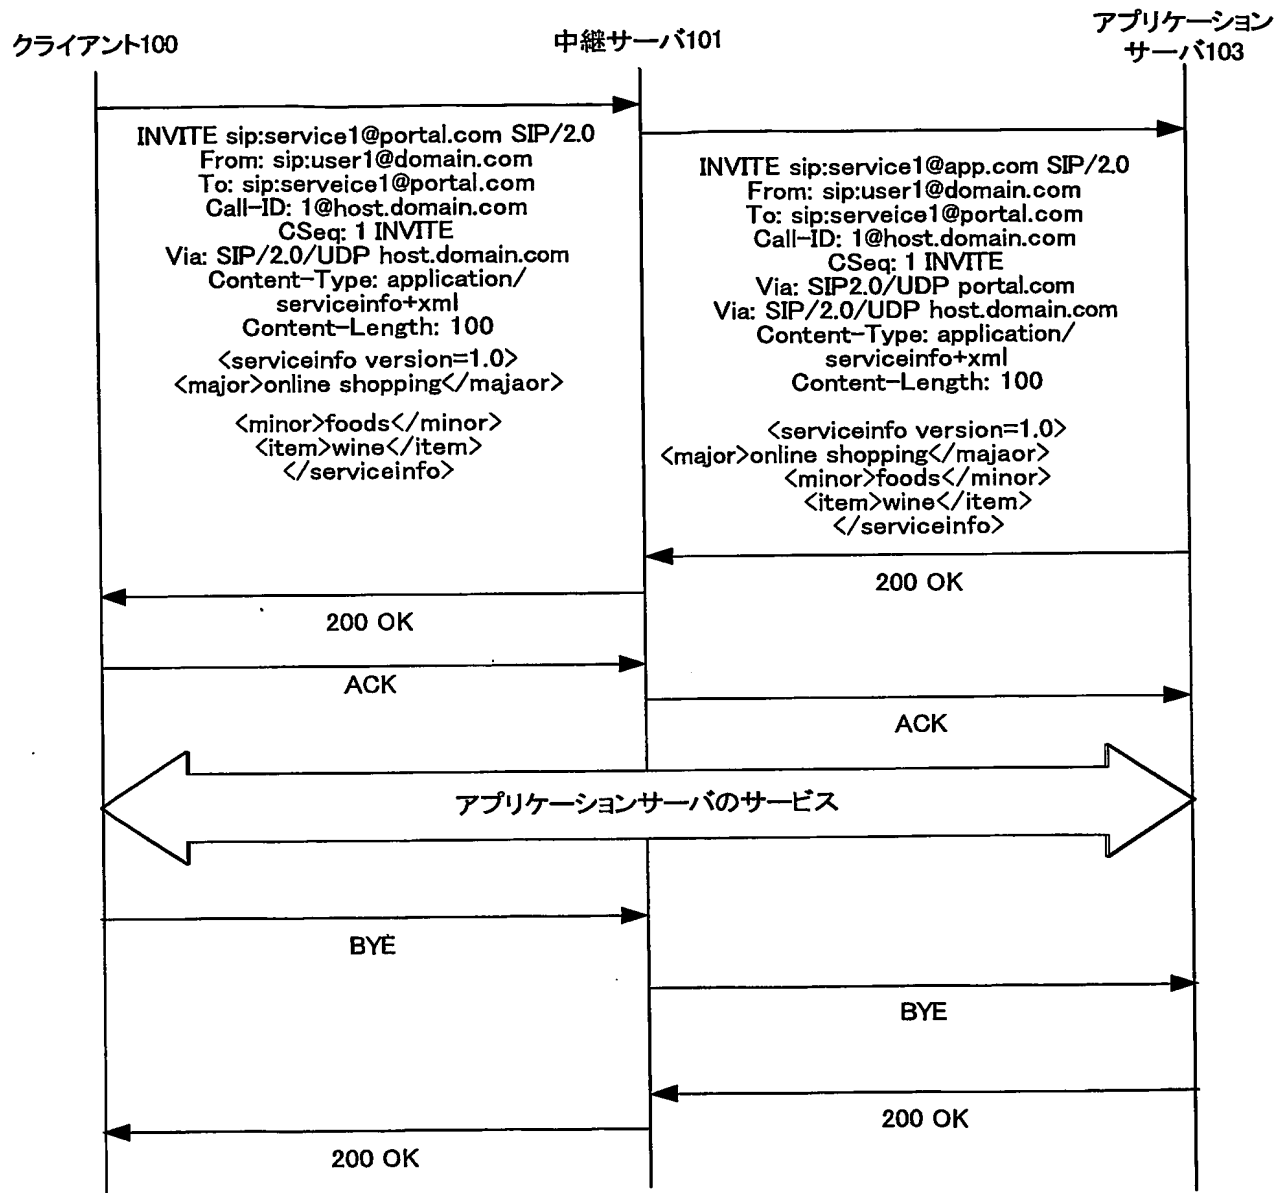 クライアント100
中継サーバ101
アプリケーション
サーバ103
INVITE sip:service1@portal.com SIP/2.0
From: sip:user1@domain.com
To: sip:serveice1@portal.com
Call-ID: 1@host.domain.com
CSeq: 1 INVITE
Via: SIP/2.0/UDP host.domain.com
Content-Type: application/
serviceinfo+xml
Content-Length: 100
<serviceinfo version=1.0>
<major>online shopping</majaor>
<minor>foods</minor>
<item>wine</item>
</serviceinfo>
INVITE sip:service1@app.com SIP/2.0
From: sip:user1@domain.com
To: sip:serveice1@portal.com
Call-ID: 1@host.domain.com
CSeq: 1 INVITE
Via: SIP2.0/UDP portal.com
Via: SIP/2.0/UDP host.domain.com
Content-Type: application/
serviceinfo+xml
Content-Length: 100
<serviceinfo version=1.0>
<major>online shopping</majaor>
<minor>foods</minor>
<item>wine</item>
</serviceinfo>
200 OK
200 OK
ACK
ACK
アプリケーションサーバのサービス
BYE
BYE
200 OK
200 OK